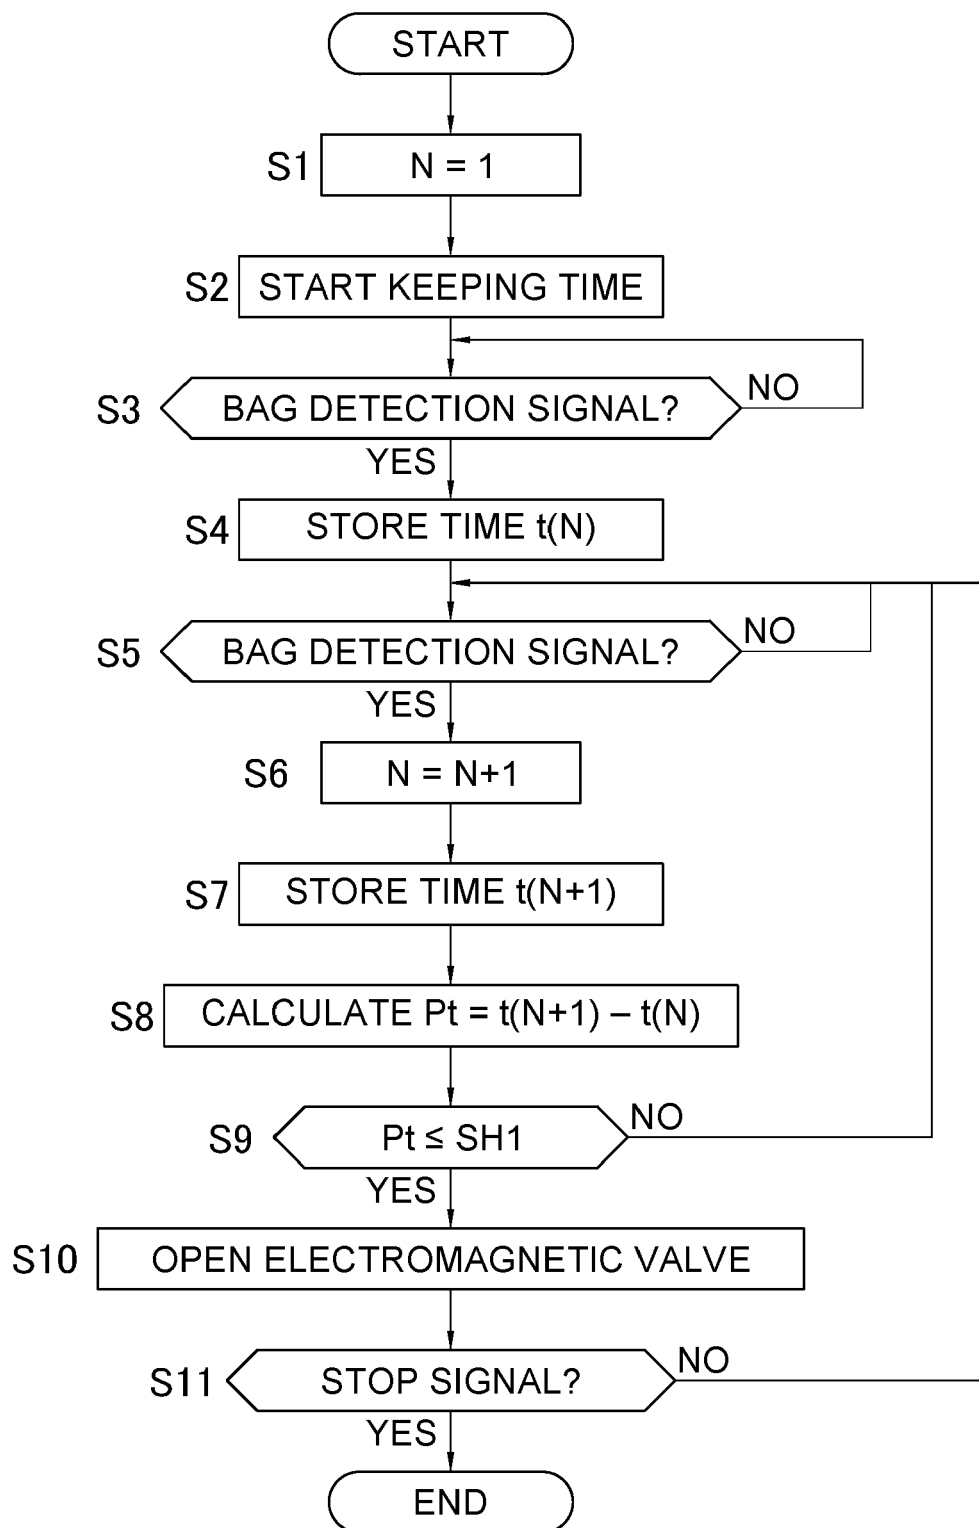 START
S1
N = 1
S2
START KEEPING TIME
S3
BAG DETECTION SIGNAL?
NO
YES
S4
STORE TIME t(N)
S5
BAG DETECTION SIGNAL?
NO
YES
S6
N = N+1
S7
STORE TIME t(N+1)
S8
CALCULATE Pt = t(N+1) – t(N)
S9
Pt ≤ SH1
NO
YES
S10
OPEN ELECTROMAGNETIC VALVE
S11
STOP SIGNAL?
NO
YES
END